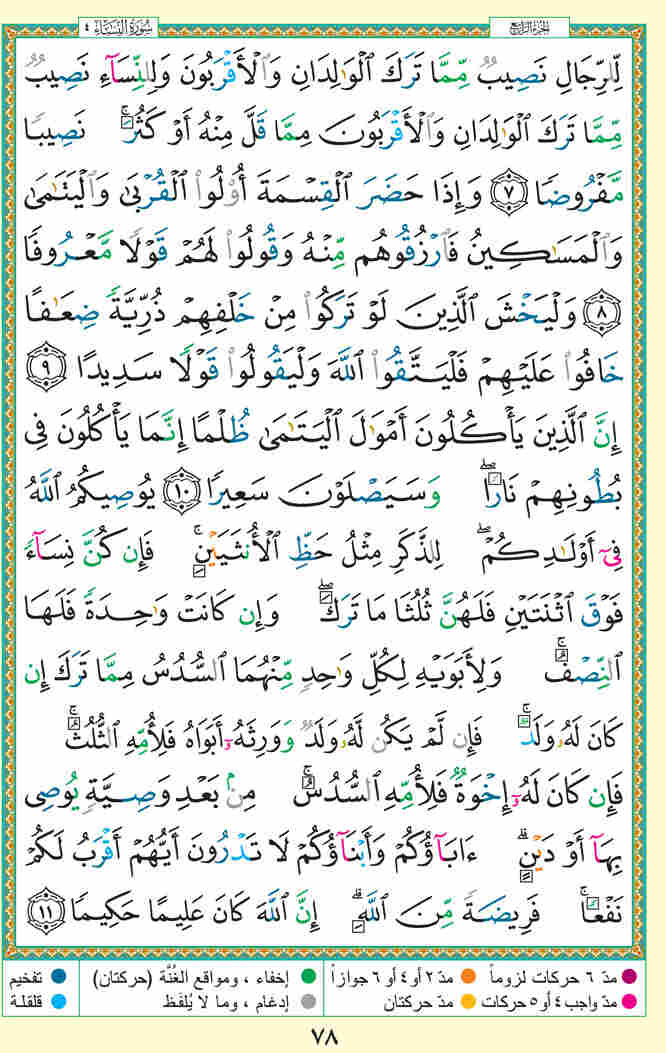 الجزء الرابع
سُورَةُ النِّسَاءِ ٤
لِّلرِّجَالِ نَصِيبٌ مِّمَّا تَرَكَ ٱلْوَٰلِدَانِ وَٱلْأَقْرَبُونَ وَلِلنِّسَآءِ نَصِيبٌ
مِّمَّا تَرَكَ ٱلْوَٰلِدَانِ وَٱلْأَقْرَبُونَ مِمَّا قَلَّ مِنْهُ أَوْ كَثُرَ ۚ نَصِيبًا
مَّفْرُوضًا ٧ وَإِذَا حَضَرَ ٱلْقِسْمَةَ أُو۟لُوا۟ ٱلْقُرْبَىٰ وَٱلْيَتَـٰمَىٰ
وَٱلْمَسَـٰكِينُ فَٱرْزُقُوهُم مِّنْهُ وَقُولُوا۟ لَهُمْ قَوْلًا مَّعْرُوفًا
٨ وَلْيَخْشَ ٱلَّذِينَ لَوْ تَرَكُوا۟ مِنْ خَلْفِهِمْ ذُرِّيَّةً ضِعَـٰفًا
خَافُوا۟ عَلَيْهِمْ فَلْيَتَّقُوا۟ ٱللَّهَ وَلْيَقُولُوا۟ قَوْلًا سَدِيدًا ٩
إِنَّ ٱلَّذِينَ يَأْكُلُونَ أَمْوَٰلَ ٱلْيَتَـٰمَىٰ ظُلْمًا إِنَّمَا يَأْكُلُونَ فِى
بُطُونِهِمْ نَارًا ۖ وَسَيَصْلَوْنَ سَعِيرًا ١٠ يُوصِيكُمُ ٱللَّهُ
فِىٓ أَوْلَـٰدِكُمْ ۖ لِلذَّكَرِ مِثْلُ حَظِّ ٱلْأُنثَيَيْنِ ۚ فَإِن كُنَّ نِسَآءً
فَوْقَ ٱثْنَتَيْنِ فَلَهُنَّ ثُلُثَا مَا تَرَكَ ۖ وَإِن كَانَتْ وَٰحِدَةً فَلَهَا
ٱلنِّصْفُ ۚ وَلِأَبَوَيْهِ لِكُلِّ وَٰحِدٍ مِّنْهُمَا ٱلسُّدُسُ مِمَّا تَرَكَ إِن
كَانَ لَهُۥ وَلَدٌ ۚ فَإِن لَّمْ يَكُن لَّهُۥ وَلَدٌ وَوَرِثَهُۥٓ أَبَوَاهُ فَلِأُمِّهِ ٱلثُّلُثُ ۚ
فَإِن كَانَ لَهُۥٓ إِخْوَةٌ فَلِأُمِّهِ ٱلسُّدُسُ ۚ مِنۢ بَعْدِ وَصِيَّةٍ يُوصِى
بِهَآ أَوْ دَيْنٍ ۗ ءَابَآؤُكُمْ وَأَبْنَآؤُكُمْ لَا تَدْرُونَ أَيُّهُمْ أَقْرَبُ لَكُمْ
نَفْعًا ۚ فَرِيضَةً مِّنَ ٱللَّهِ ۗ إِنَّ ٱللَّهَ كَانَ عَلِيمًا حَكِيمًا ١١
مدّ ٦ حركات لزوماً مدّ ٢ أو ٤ أو ٦ جوازاً إخفاء ، ومواقع الغُنَّة (حركتان) تفخيم
مدّ واجب ٤ أو ٥ حركات مدّ حركتان إدغام ، وما لا يُلفَظ قلقلة
٧٨